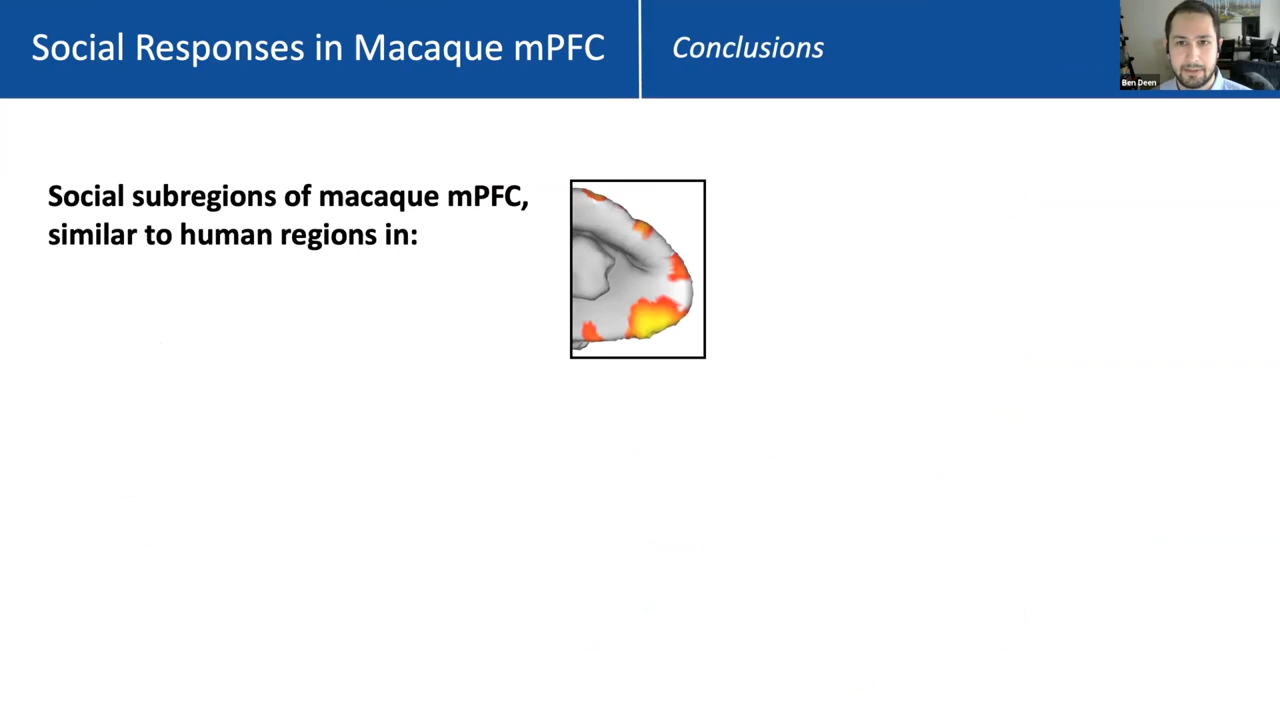 Social Responses in Macaque mPFC
Conclusions
Ben Deen
Social subregions of macaque mPFC,
similar to human regions in: